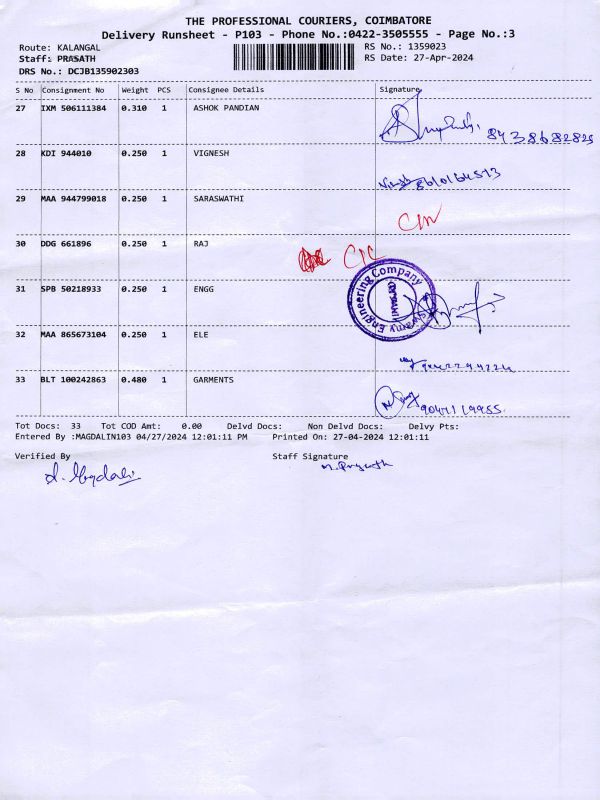 THE PROFESSIONAL COURIERS, COIMBATORE
Delivery Runsheet - P103 - Phone No.:0422-3505555 - Page No.:3
Route: KALANGAL RS No.: 1359023
Staff: PRASATH RS Date: 27-Apr-2024
DRS No.: DCJB135902303
S No Consignment No Weight PCS Consignee Details Signature
27 IXM 506111384 0.310 1 ASHOK PANDIAN
8438682825
28 KDI 944010 0.250 1 VIGNESH
29 MAA 944799018 0.250 1 SARASWATHI
30 DDG 661896 0.250 1 RAJ
31 SPB 50218933 0.250 1 ENGG
Engineering Company
32 MAA 865673104 0.250 1 ELE
33 BLT 100242863 0.480 1 GARMENTS
Tot Docs: 33 Tot COD Amt: 0.00 Delvd Docs: Non Delvd Docs: Delvy Pts:
Entered By :MAGDALIN103 04/27/2024 12:01:11 PM Printed On: 27-04-2024 12:01:11
Verified By Staff Signature